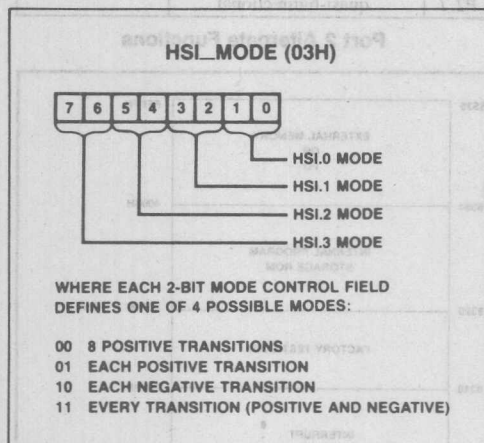 HSI_MODE (03H)
7 6 5 4 3 2 1 0
HSI.0 MODE
HSI.1 MODE
HSI.2 MODE
HSI.3 MODE
WHERE EACH 2-BIT MODE CONTROL FIELD
DEFINES ONE OF 4 POSSIBLE MODES:
00 8 POSITIVE TRANSITIONS
01 EACH POSITIVE TRANSITION
10 EACH NEGATIVE TRANSITION
11 EVERY TRANSITION (POSITIVE AND NEGATIVE)